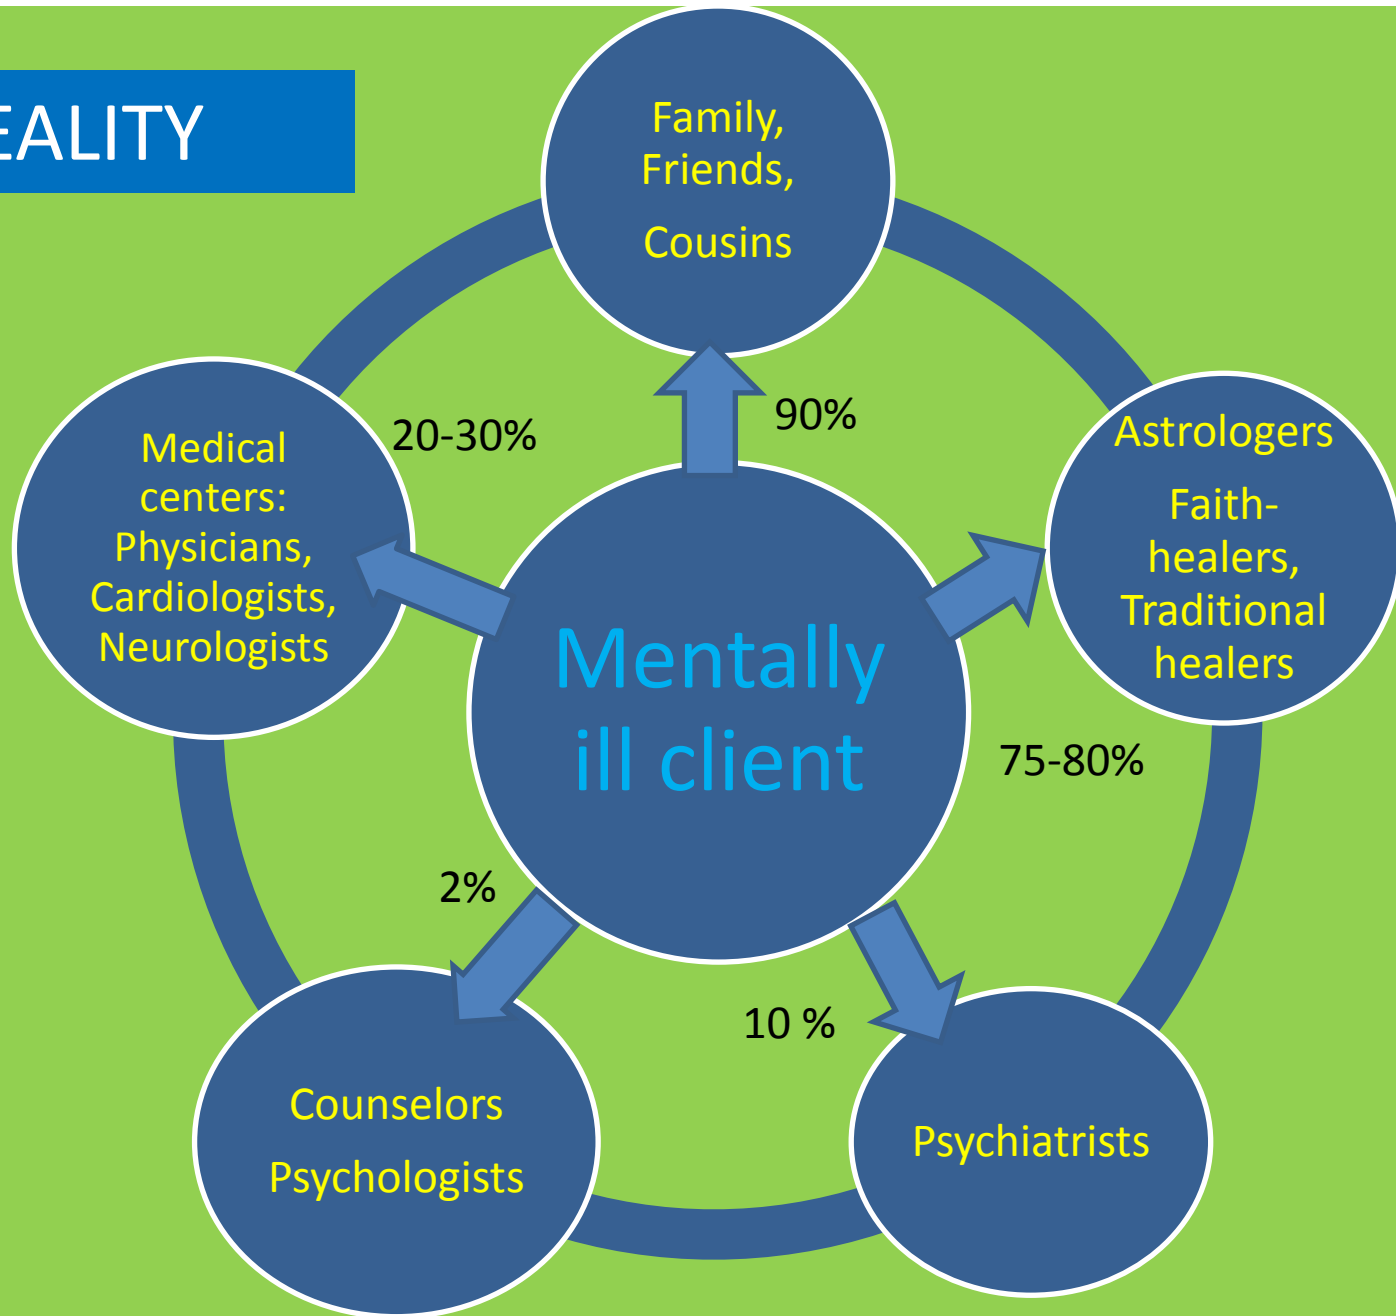 EALITY
Family,
Friends,
Cousins
90%
20-30%
Medical
centers:
Physicians,
Cardiologists,
Neurologists
Astrologers
Faith-
healers,
Traditional
healers
Mentally
ill client
75-80%
2%
10 %
Counselors
Psychologists
Psychiatrists